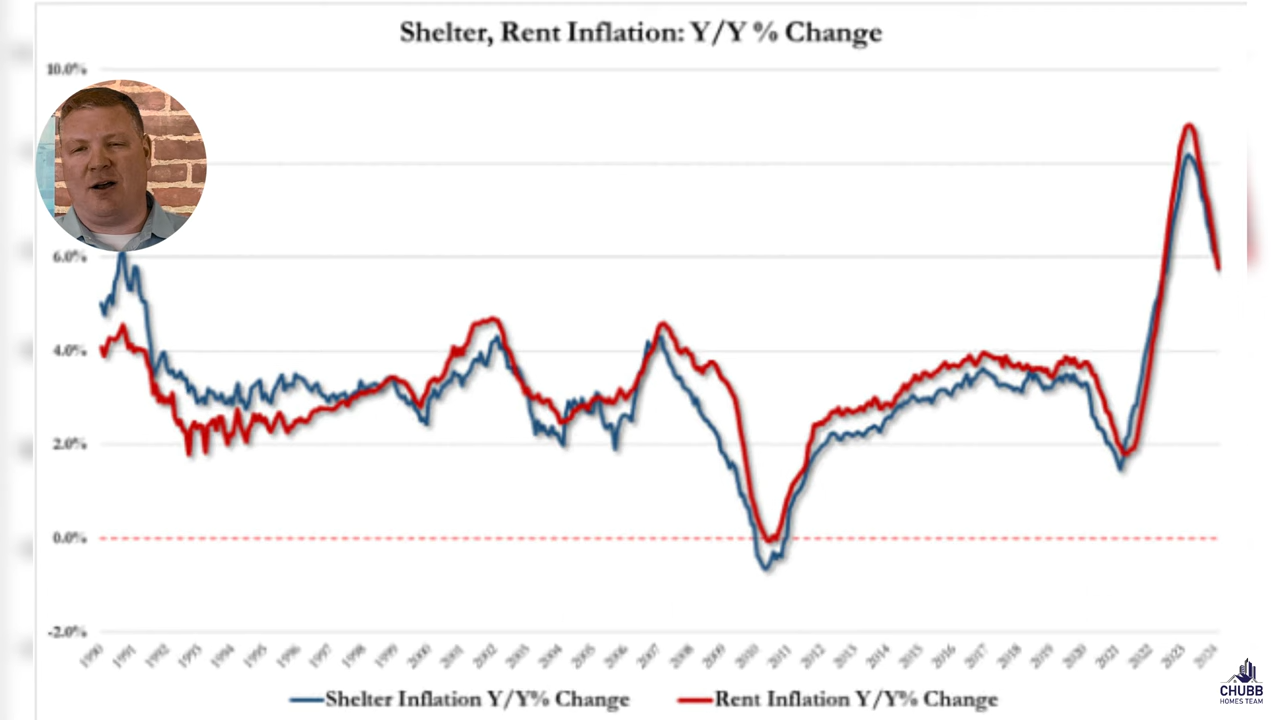 Shelter, Rent Inflation: Y/Y % Change
10.0%
6.0%
4.0%
2.0%
0.0%
-2.0%
1990 1991 1992 1993 1994 1995 1996 1997 1998 1999 2000 2001 2002 2003 2004 2005 2006 2007 2008 2009 2010 2011 2012 2013 2014 2015 2016 2017 2018 2019 2020 2021 2022 2023 2024
Shelter Inflation Y/Y% Change Rent Inflation Y/Y% Change
CHUBB
HOMES TEAM